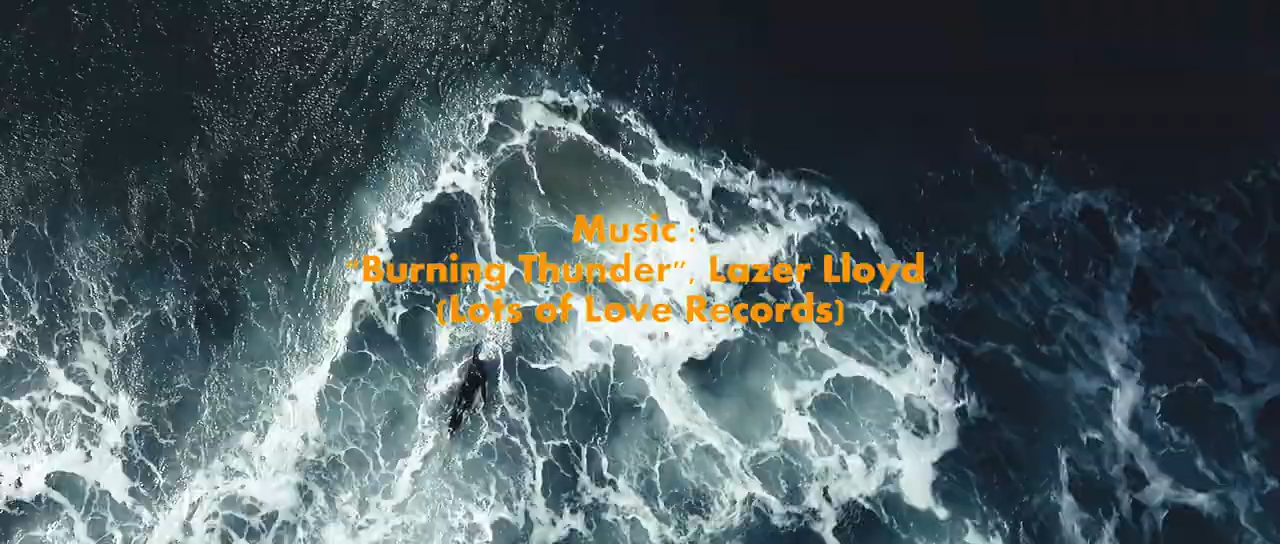 Music :
"Burning Thunder", Lazer Lloyd
(Lots of Love Records)